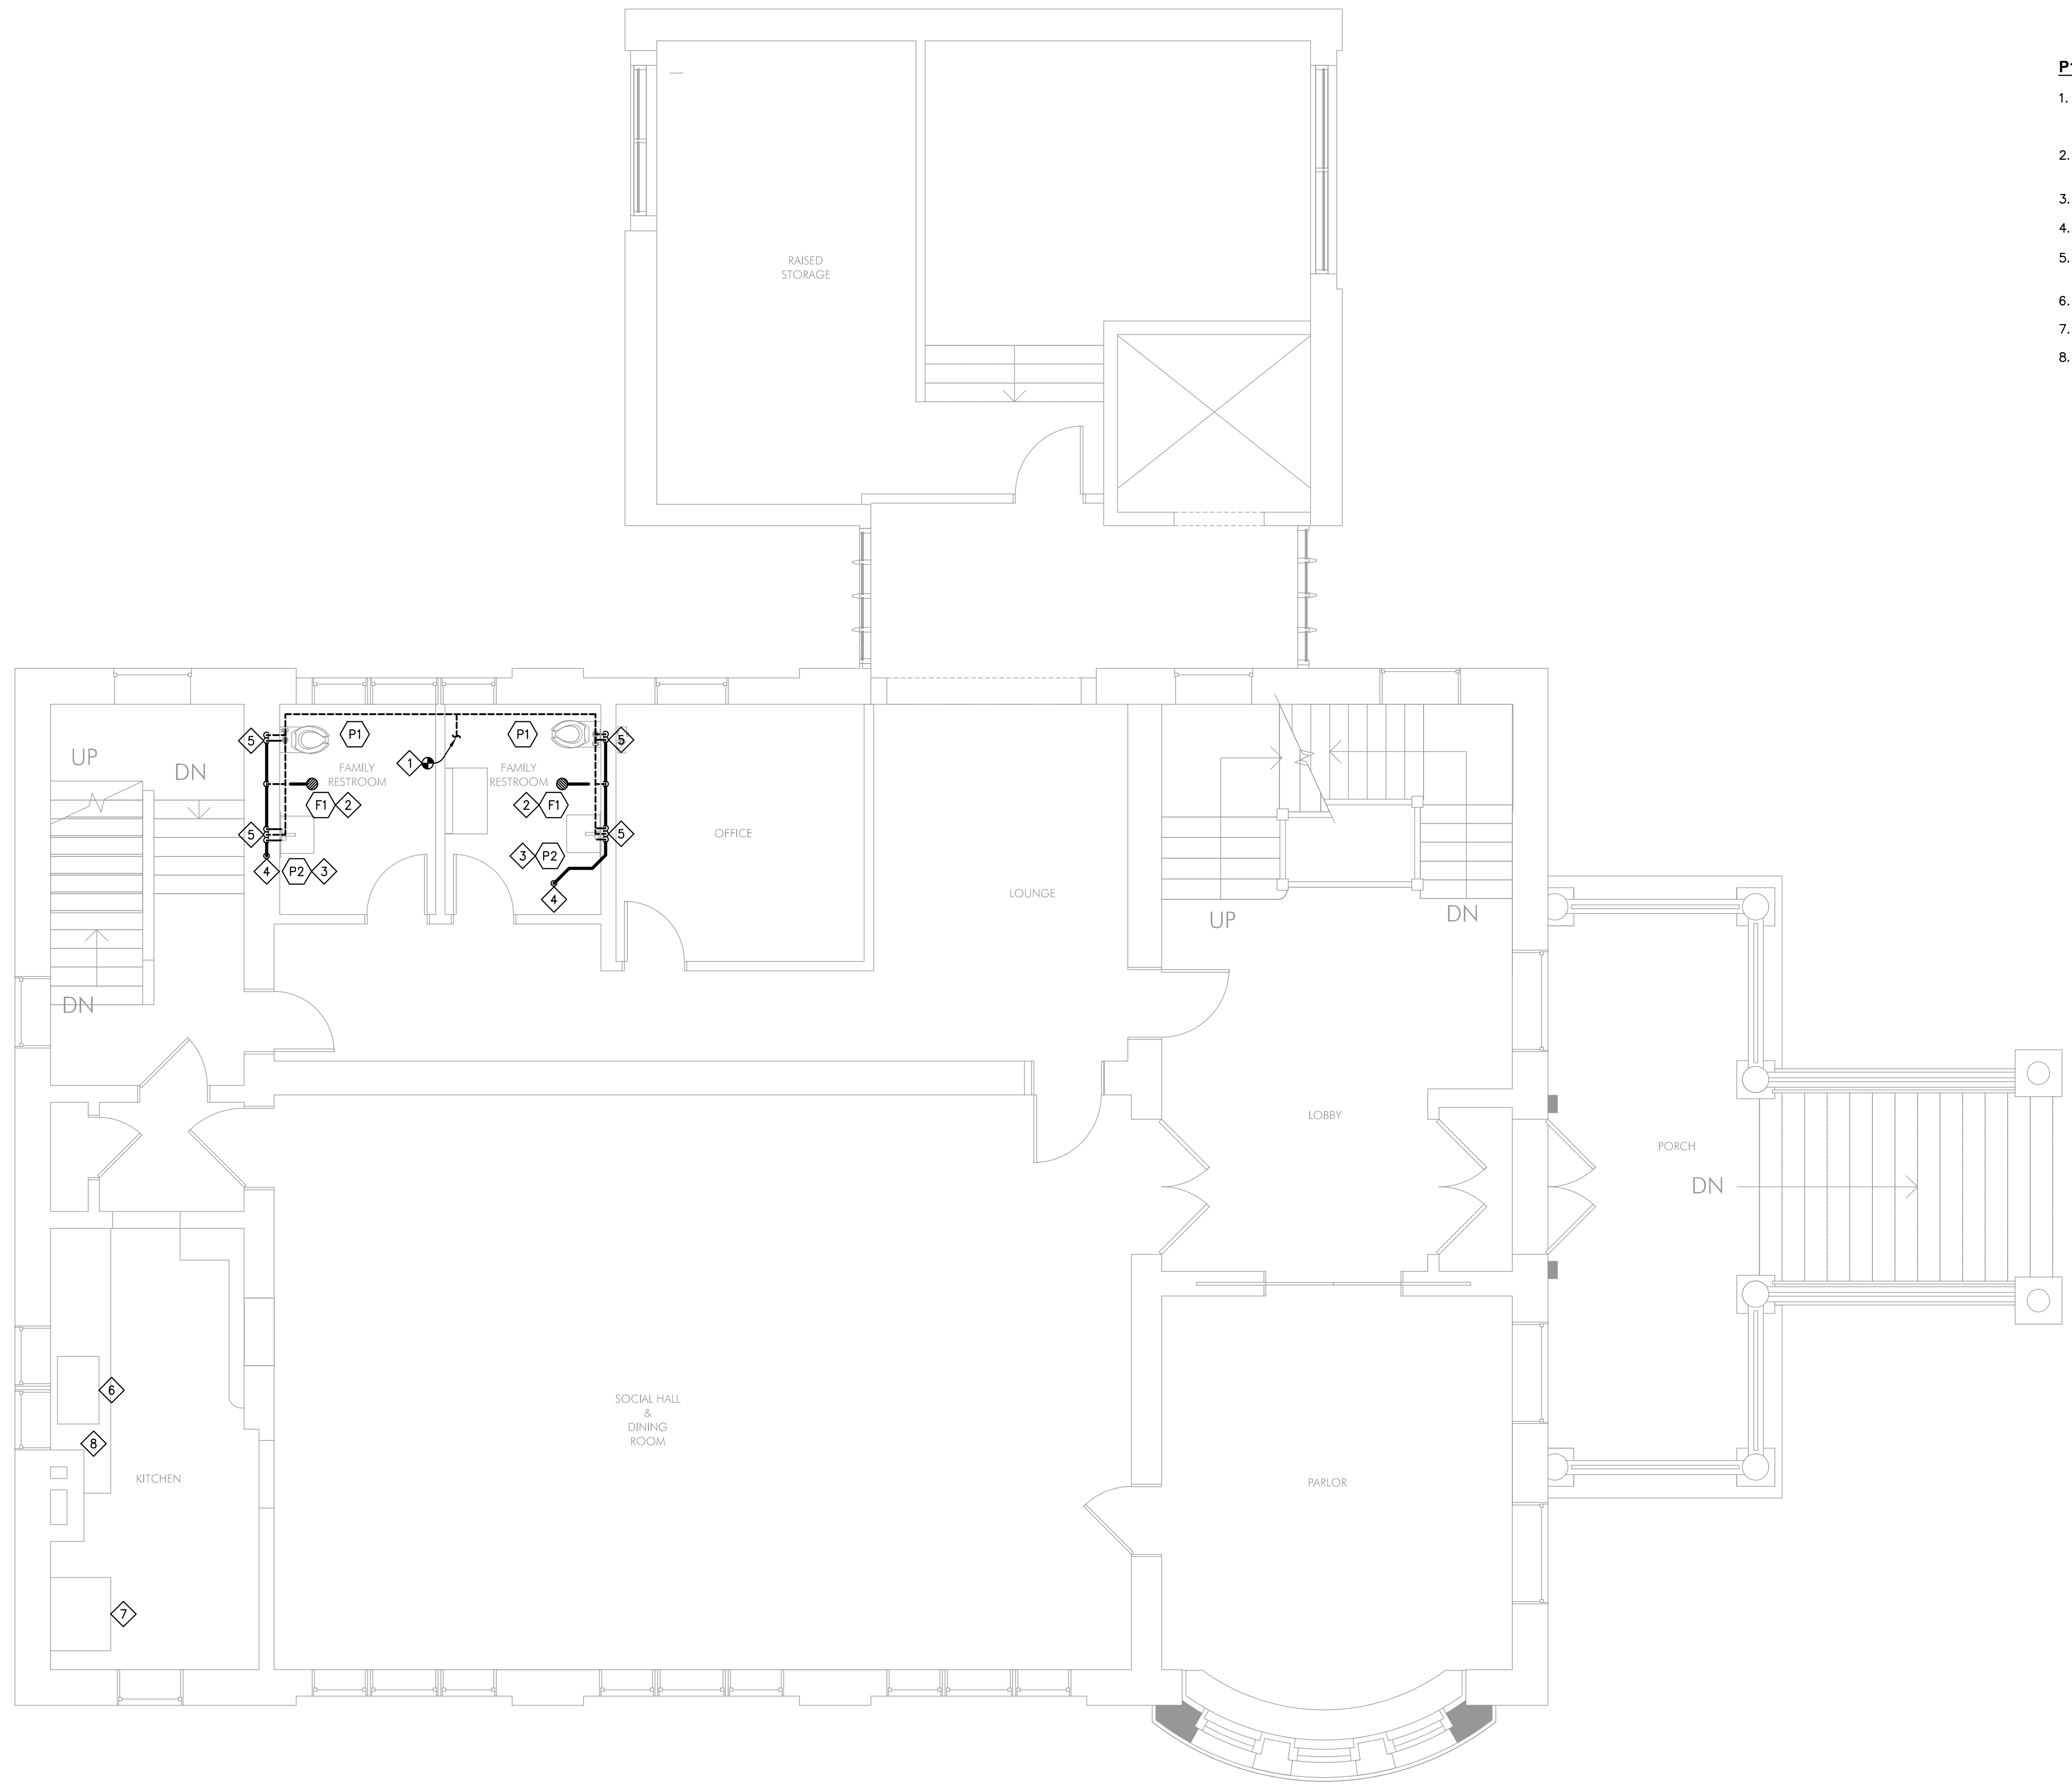 P1
1.
2.
3.
4.
5.
6.
7.
8.
RAISED
STORAGE
UP
DN
5
P1
1
P1
5
FAMILY
RESTROOM
FAMILY
RESTROOM
F1
2
2
F1
5
5
OFFICE
4
P2
3
3
P2
4
LOUNGE
UP
DN
DN
LOBBY
PORCH
DN
6
8
KITCHEN
7
SOCIAL HALL
&
DINING
ROOM
PARLOR